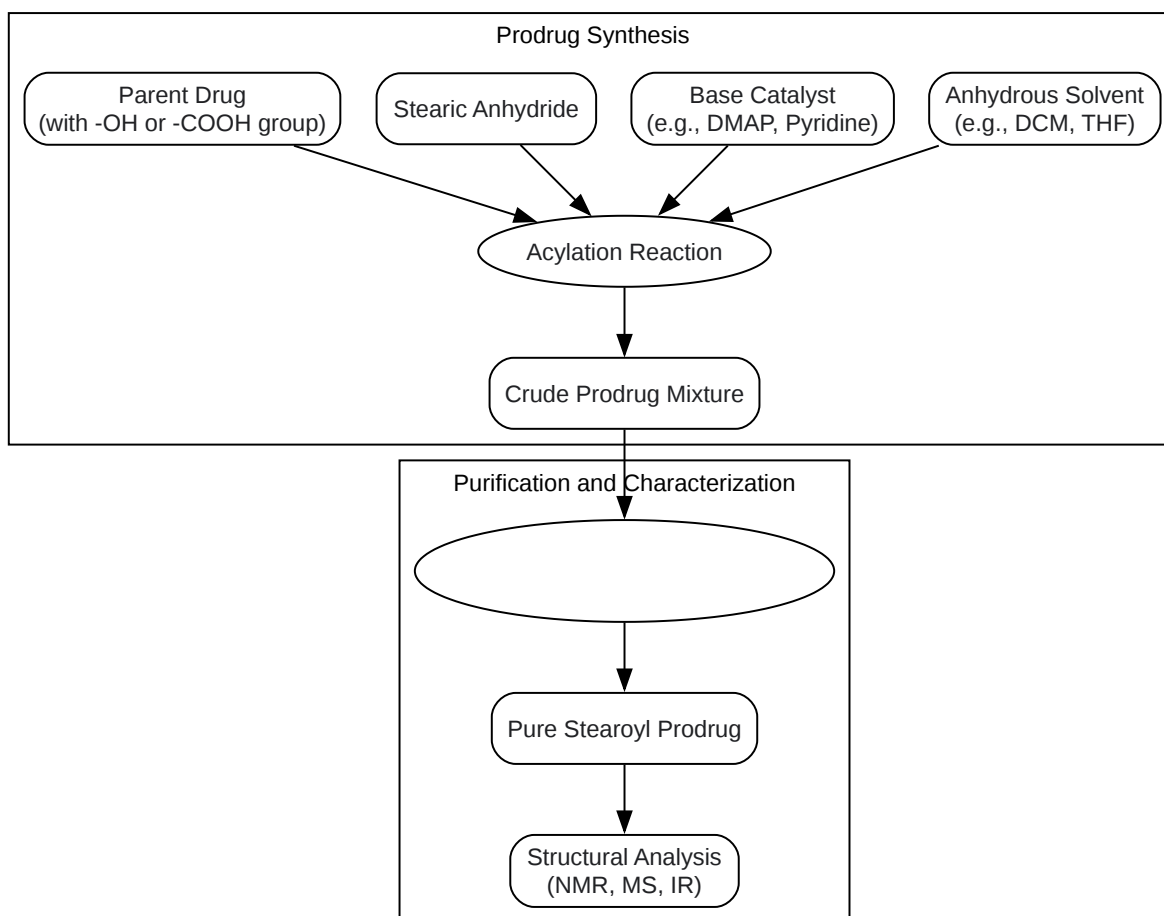 Prodrug Synthesis
Parent Drug
(with -OH or -COOH group)
Stearic Anhydride
Base Catalyst
(e.g., DMAP, Pyridine)
Anhydrous Solvent
(e.g., DCM, THF)
Acylation Reaction
Crude Prodrug Mixture
Purification and Characterization
Pure Stearoyl Prodrug
Structural Analysis
(NMR, MS, IR)